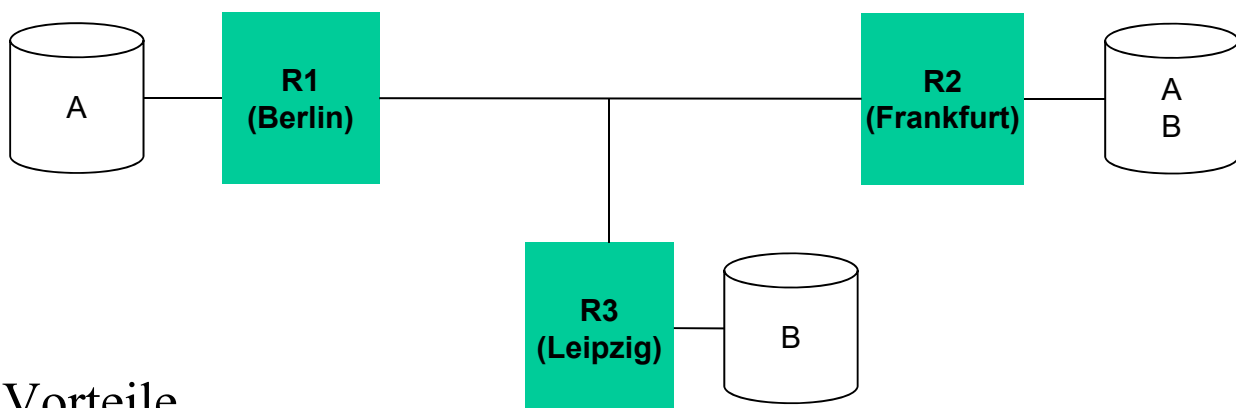 A
R1
(Berlin)
R2
(Frankfurt)
A
B
R3
(Leipzig)
B
Vorteile